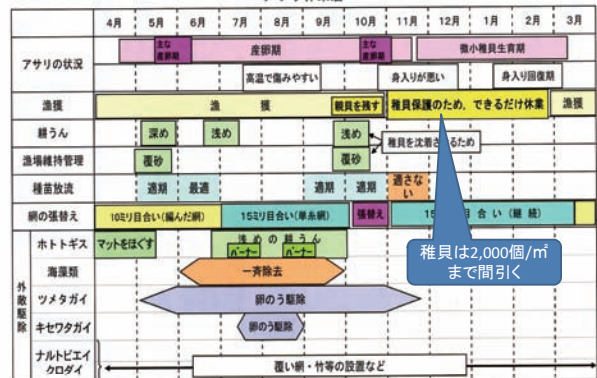 4月 5月 6月 7月 8月 9月 10月 11月 12月 1月 2月 3月
アサリの状況
主な
産卵期
産卵期
主な
産卵期
微小稚貝生育期
高温で傷みやすい
身入りが悪い
身入り回復期
漁獲
漁 獲
親貝を残す
稚貝保護のため、できるだけ休業
漁獲
耕うん
深め
浅め
浅め
稚貝を沈着させるため
漁場維持管理
覆砂
覆砂
種苗放流
適期
最適
適期
適期
適さな
い
網の張替え
10ミリ目合い(編んだ網)
15ミリ目合い(単糸網)
張替え
目 合 い (継 続)
稚貝は2,000個/㎡
まで間引く
外敵駆除
ホトトギス
マットをほぐす
浅 め の 耕 う ん
バーナー
バーナー
海藻類
一斉除去
ツメタガイ
卵のう駆除
キセワタガイ
卵のう駆除
ナルトビエイ
クロダイ
覆い網・竹等の設置など